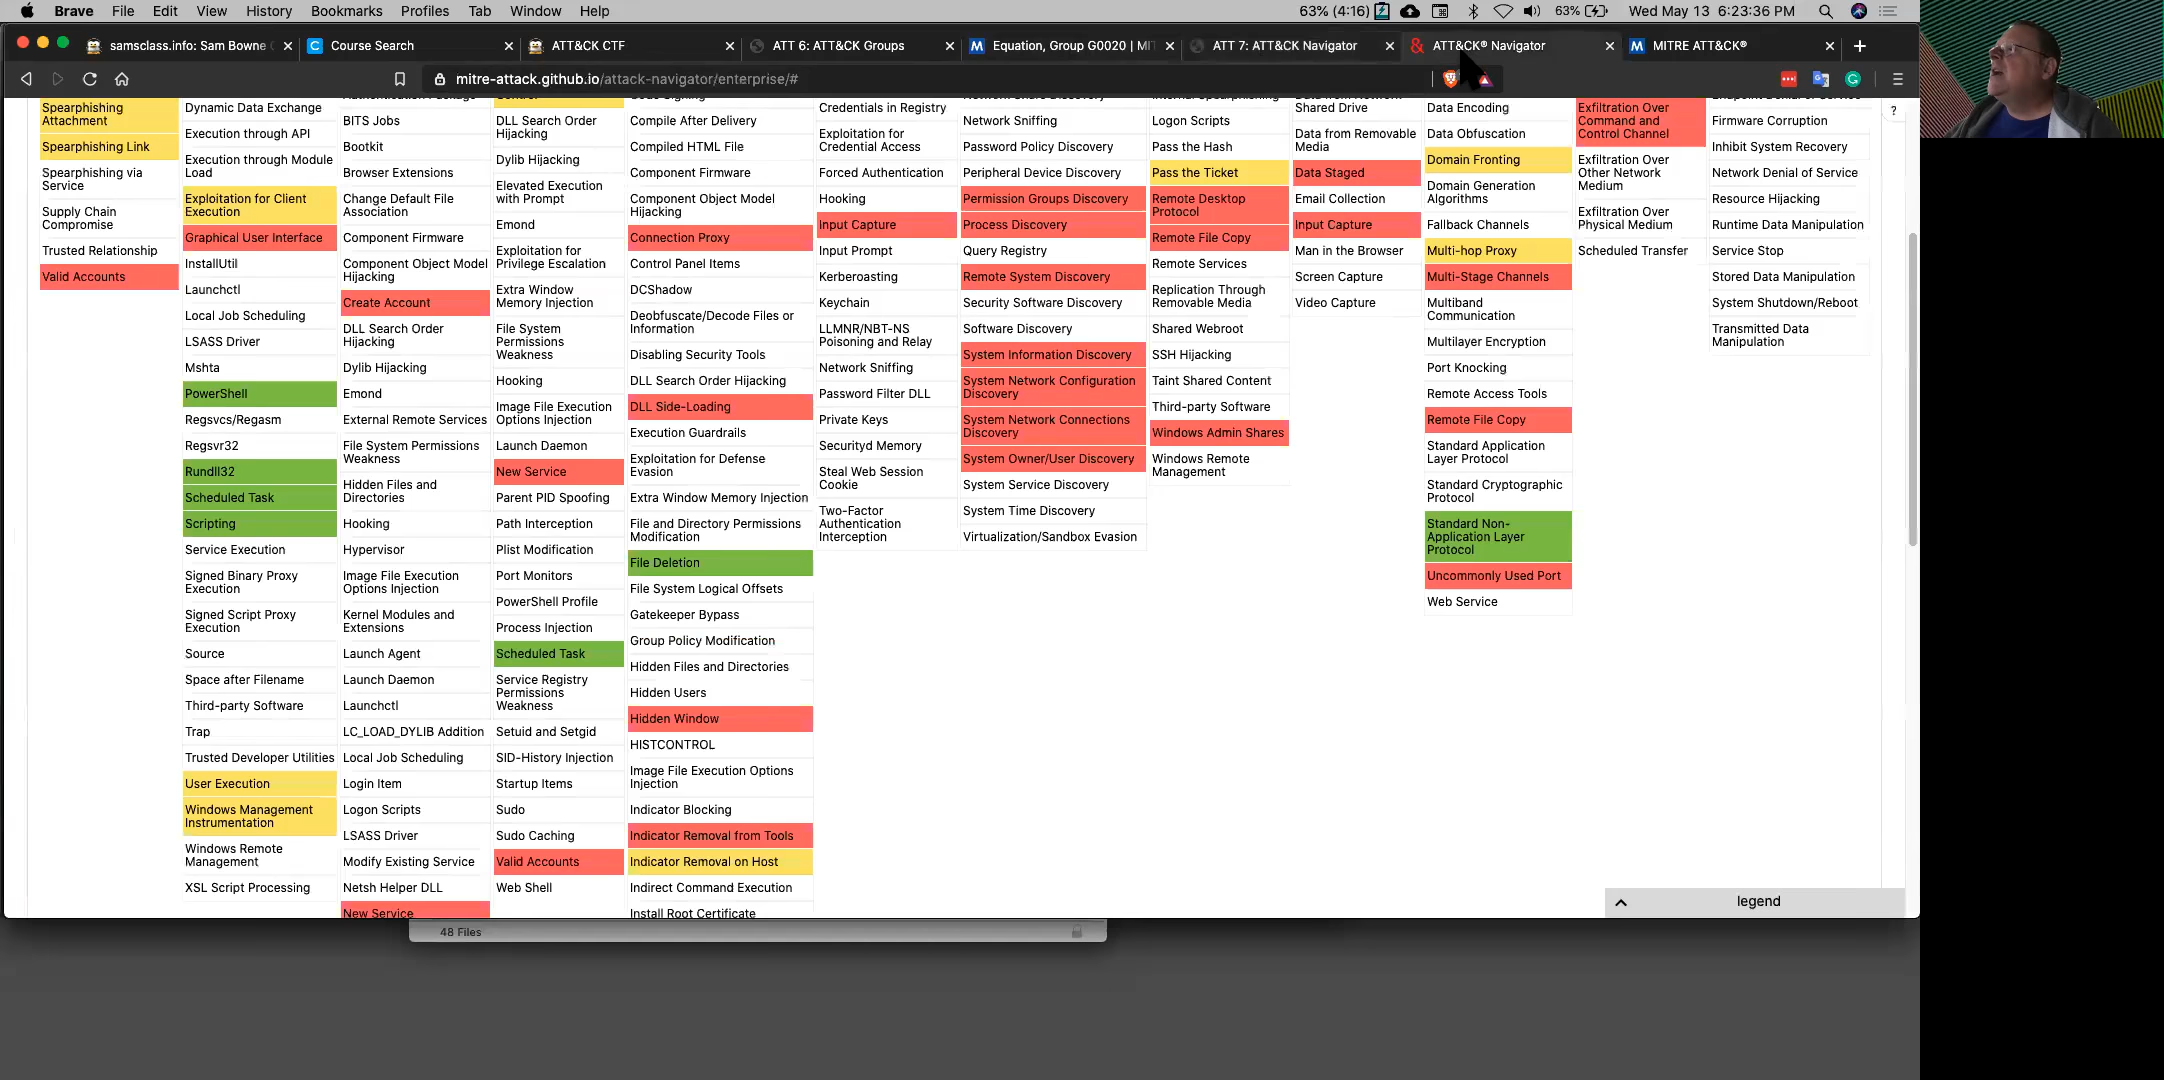 Brave File Edit View History Bookmarks Profiles Tab Window Help 63% (4:16) 63% Wed May 13 6:23:36 PM
samsclass.info: Sam Bowne Course Search ATT&CK CTF ATT 6: ATT&CK Groups Equation, Group G0020 | MIT ATT 7: ATT&CK Navigator ATT&CK® Navigator MITRE ATT&CK®
mitre-attack.github.io/attack-navigator/enterprise/#
Spearphishing
Attachment
Spearphishing Link
Spearphishing via
Service
Supply Chain
Compromise
Trusted Relationship
Valid Accounts
Dynamic Data Exchange
Execution through API
Execution through Module
Load
Exploitation for Client
Execution
Graphical User Interface
InstallUtil
Launchctl
Local Job Scheduling
LSASS Driver
Mshta
PowerShell
Regsvcs/Regasm
Regsvr32
Rundll32
Scheduled Task
Scripting
Service Execution
Signed Binary Proxy
Execution
Signed Script Proxy
Execution
Source
Space after Filename
Third-party Software
Trap
Trusted Developer Utilities
User Execution
Windows Management
Instrumentation
Windows Remote
Management
XSL Script Processing
BITS Jobs
Bootkit
Browser Extensions
Change Default File
Association
Component Firmware
Component Object Model
Hijacking
Create Account
DLL Search Order
Hijacking
Dylib Hijacking
Emond
External Remote Services
File System Permissions
Weakness
Hidden Files and
Directories
Hooking
Hypervisor
Image File Execution
Options Injection
Kernel Modules and
Extensions
Launch Agent
Launch Daemon
Launchctl
LC_LOAD_DYLIB Addition
Local Job Scheduling
Login Item
Logon Scripts
LSASS Driver
Modify Existing Service
Netsh Helper DLL
New Service
DLL Search Order
Hijacking
Dylib Hijacking
Elevated Execution
with Prompt
Emond
Exploitation for
Privilege Escalation
Extra Window
Memory Injection
File System
Permissions
Weakness
Hooking
Image File Execution
Options Injection
Launch Daemon
New Service
Parent PID Spoofing
Path Interception
Plist Modification
Port Monitors
PowerShell Profile
Process Injection
Scheduled Task
Service Registry
Permissions
Weakness
Setuid and Setgid
SID-History Injection
Startup Items
Sudo
Sudo Caching
Valid Accounts
Web Shell
Compile After Delivery
Compiled HTML File
Component Firmware
Component Object Model
Hijacking
Connection Proxy
Control Panel Items
DCShadow
Deobfuscate/Decode Files or
Information
Disabling Security Tools
DLL Search Order Hijacking
DLL Side-Loading
Execution Guardrails
Exploitation for Defense
Evasion
Extra Window Memory Injection
File and Directory Permissions
Modification
File Deletion
File System Logical Offsets
Gatekeeper Bypass
Group Policy Modification
Hidden Files and Directories
Hidden Users
Hidden Window
HISTCONTROL
Image File Execution Options
Injection
Indicator Blocking
Indicator Removal from Tools
Indicator Removal on Host
Indirect Command Execution
Install Root Certificate
Credentials in Registry
Exploitation for
Credential Access
Forced Authentication
Hooking
Input Capture
Input Prompt
Kerberoasting
Keychain
LLMNR/NBT-NS
Poisoning and Relay
Network Sniffing
Password Filter DLL
Private Keys
Securityd Memory
Steal Web Session
Cookie
Two-Factor
Authentication
Interception
Network Sniffing
Password Policy Discovery
Peripheral Device Discovery
Permission Groups Discovery
Process Discovery
Query Registry
Remote System Discovery
Security Software Discovery
Software Discovery
System Information Discovery
System Network Configuration
Discovery
System Network Connections
Discovery
System Owner/User Discovery
System Service Discovery
System Time Discovery
Virtualization/Sandbox Evasion
Logon Scripts
Pass the Hash
Pass the Ticket
Remote Desktop
Protocol
Remote File Copy
Remote Services
Replication Through
Removable Media
Shared Webroot
SSH Hijacking
Taint Shared Content
Third-party Software
Windows Admin Shares
Windows Remote
Management
Shared Drive
Data from Removable
Media
Data Staged
Email Collection
Input Capture
Man in the Browser
Screen Capture
Video Capture
Data Encoding
Data Obfuscation
Domain Fronting
Domain Generation
Algorithms
Fallback Channels
Multi-hop Proxy
Multi-Stage Channels
Multiband
Communication
Multilayer Encryption
Port Knocking
Remote Access Tools
Remote File Copy
Standard Application
Layer Protocol
Standard Cryptographic
Protocol
Standard Non-
Application Layer
Protocol
Uncommonly Used Port
Web Service
Exfiltration Over
Command and
Control Channel
Exfiltration Over
Other Network
Medium
Exfiltration Over
Physical Medium
Scheduled Transfer
Firmware Corruption
Inhibit System Recovery
Network Denial of Service
Resource Hijacking
Runtime Data Manipulation
Service Stop
Stored Data Manipulation
System Shutdown/Reboot
Transmitted Data
Manipulation
?
legend
48 Files